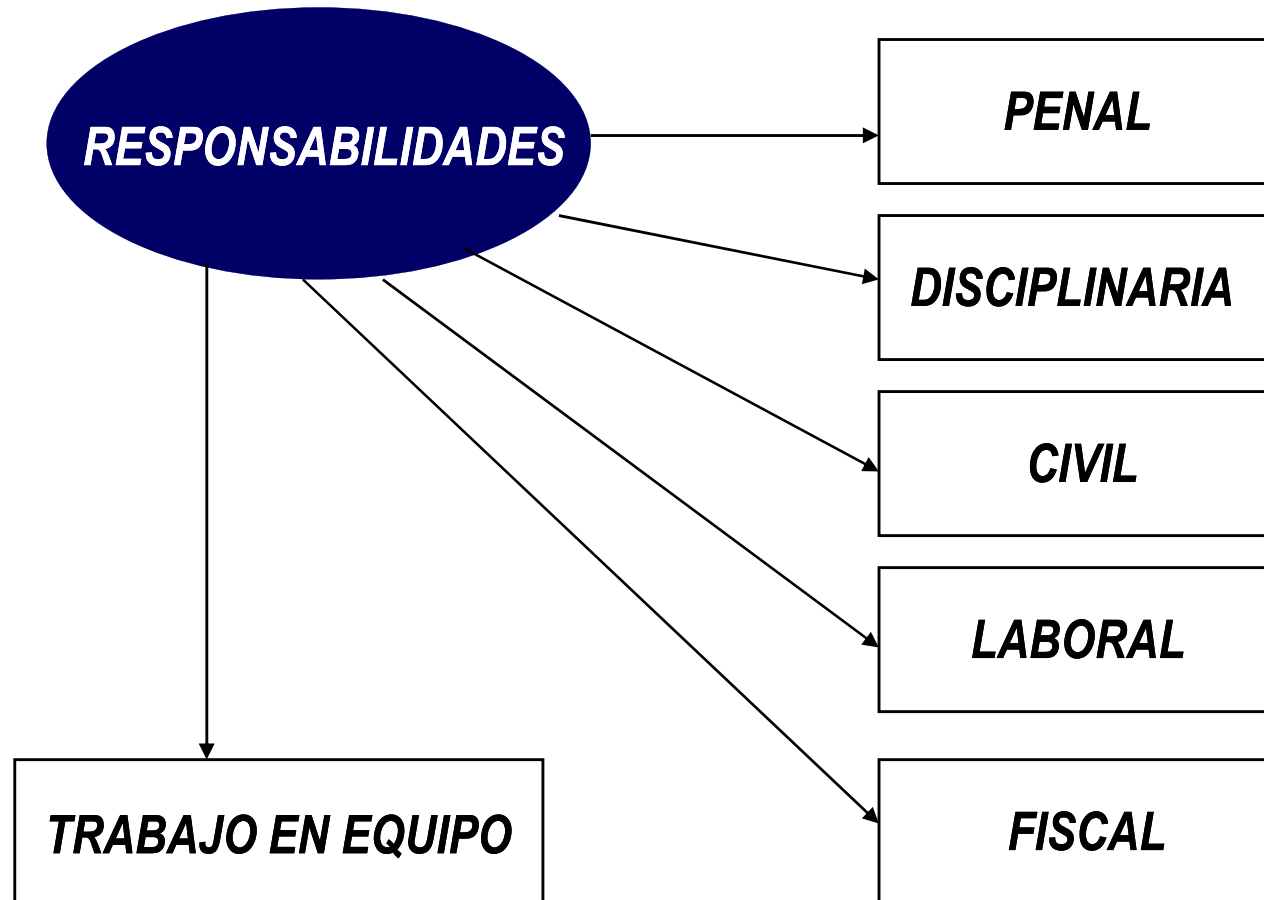 RESPONSABILIDADES
PENAL
DISCIPLINARIA
CIVIL
LABORAL
FISCAL
TRABAJO EN EQUIPO